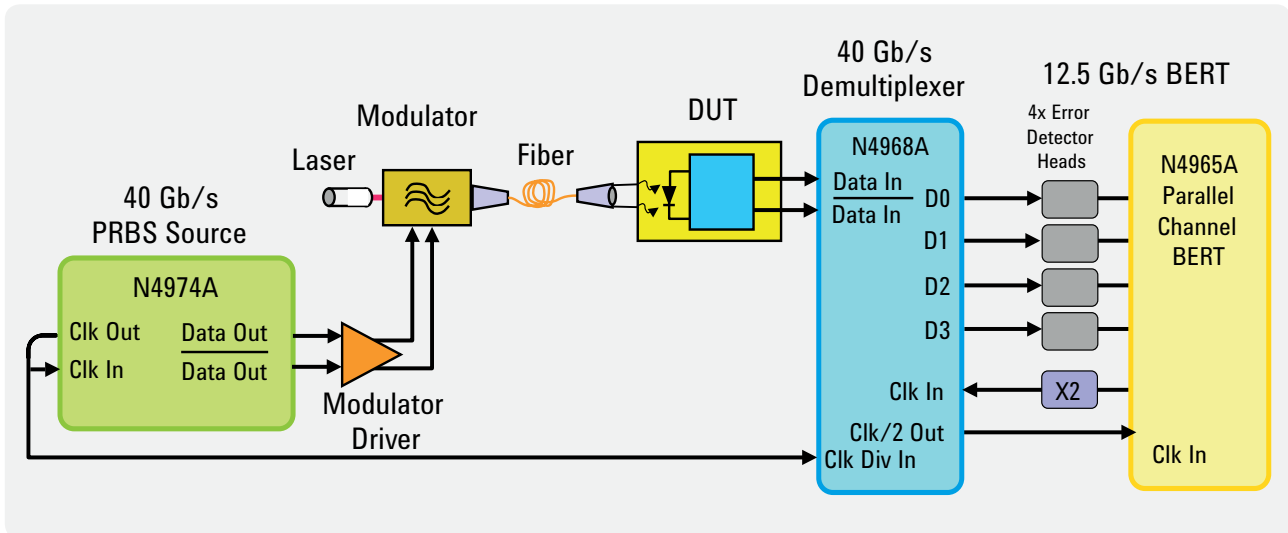 40 Gb/s
PRBS Source
N4974A
Clk Out
Clk In
Data Out
Data Out
Laser
Modulator
Modulator
Driver
Fiber
DUT
40 Gb/s
Demultiplexer
N4968A
Data In
Data In
D0
D1
D2
D3
Clk In
Clk/2 Out
Clk Div In
12.5 Gb/s BERT
4x Error
Detector
Heads
X2
N4965A
Parallel
Channel
BERT
Clk In